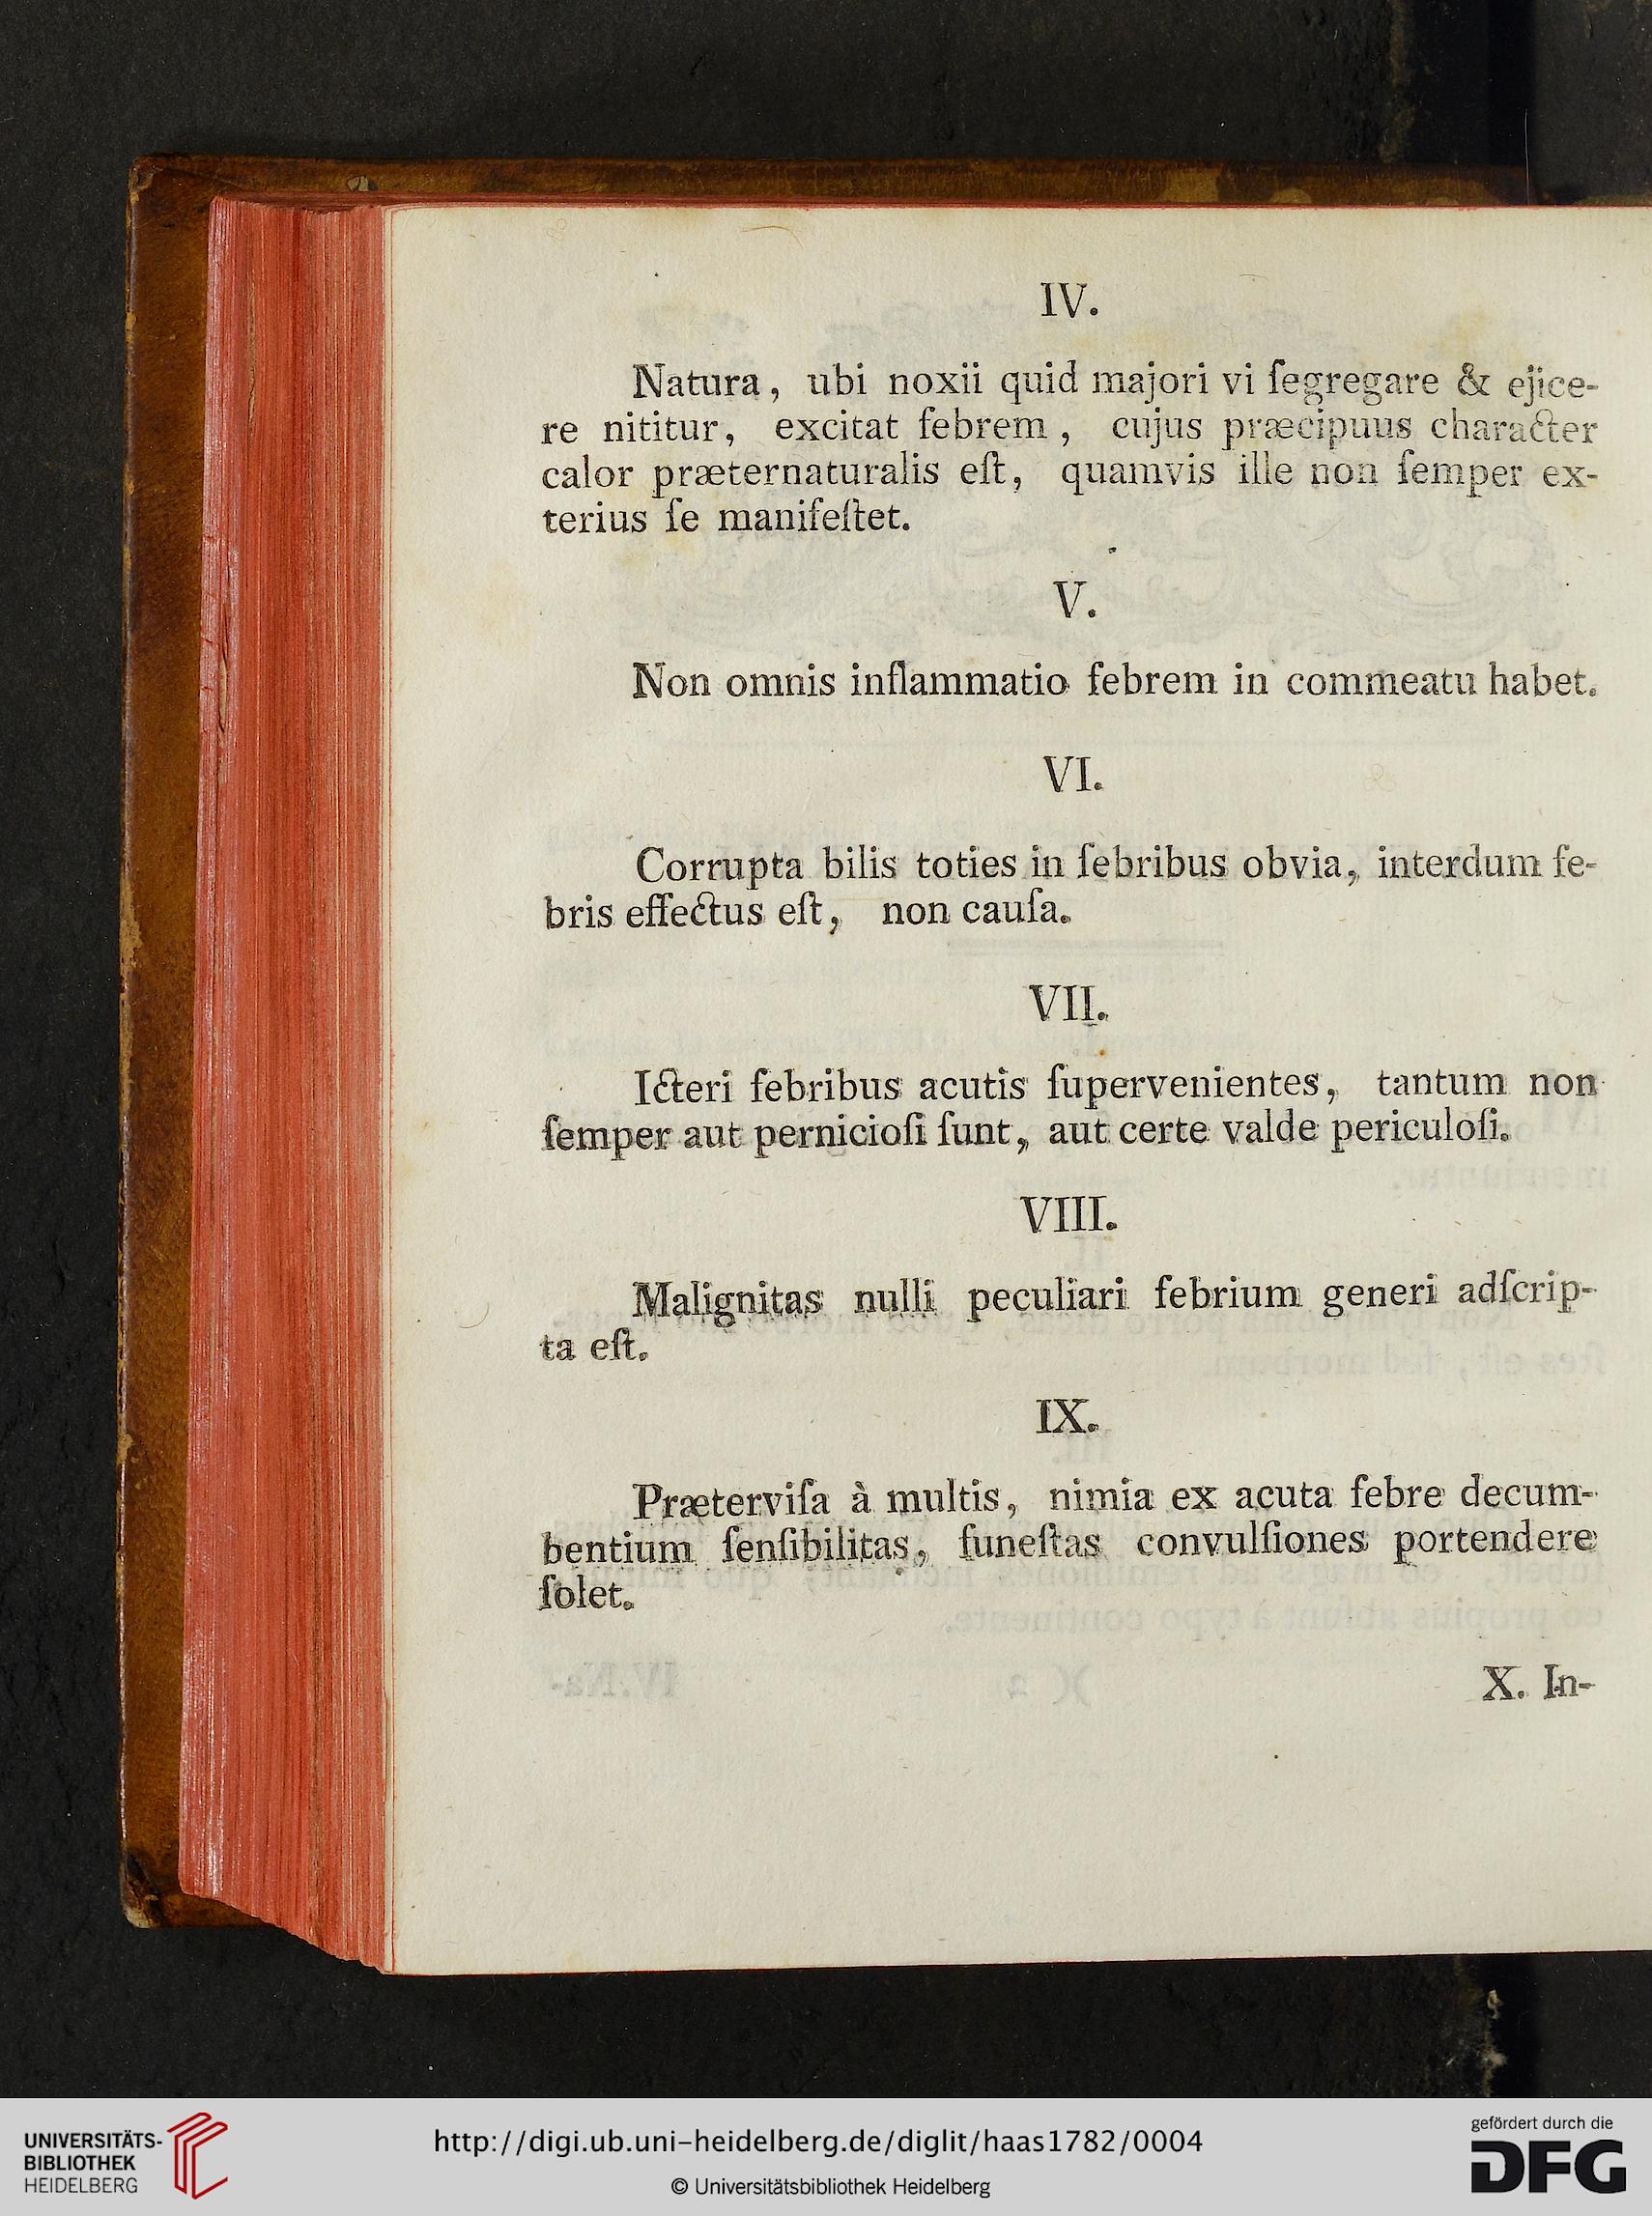 IV.
Natura, ubi noxii quid majori vi ſegregare & ejice-
re nititur, excitat febrem, cujus præcipuus character
calor præternaturalis eſt, quamvis ille non ſemper ex-
terius ſe manifeſtet.
V.
Non omnis inflammatio febrem in commeatu habet.
VI.
Corrupta bilis toties in febribus obvia, interdum fe-
bris effectus eſt, non cauſa.
VII.
Icteri febribus acutis ſupervenientes, tantum non
ſemper aut pernicioſi ſunt, aut certe valde periculoſi.
VIII.
Malignitas nulli peculiari febrium generi adſcrip-
ta eſt.
IX.
Præterviſa à multis, nimia ex acuta febre decum-
bentium ſenſibilitas, funeſtas convulſiones portendere
ſolet.
X. In-
UNIVERSITÄTS-
BIBLIOTHEK
HEIDELBERG
http://digi.ub.uni-heidelberg.de/diglit/haas1782/0004
© Universitätsbibliothek Heidelberg
gefördert durch die
DFG